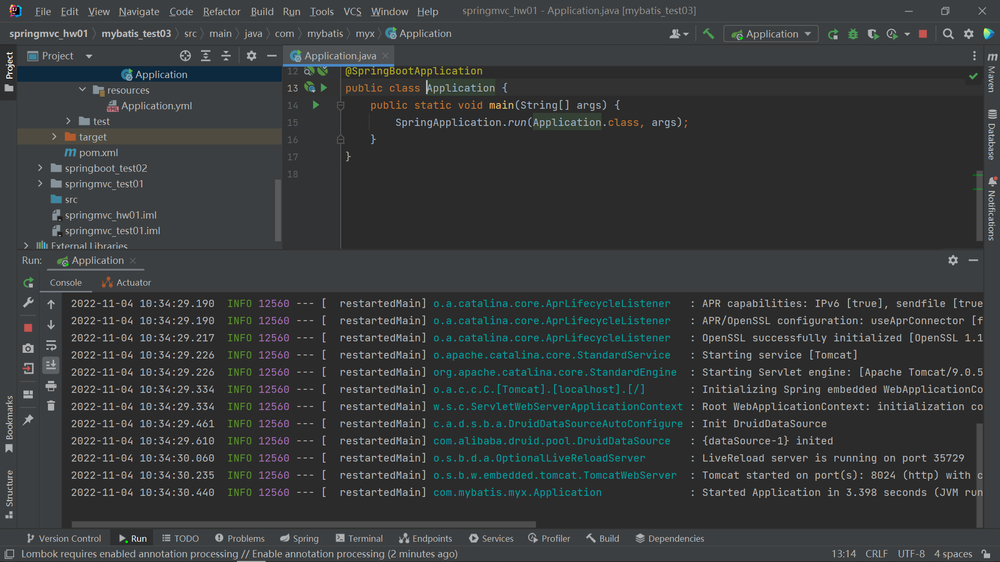 File Edit View Navigate Code Refactor Build Run Tools VCS Window Help springmvc_hw01 - Application.java [mybatis_test03]
springmvc_hw01 mybatis_test03 src main java com mybatis myx Application Application
Project
Application.java
Application
resources
Application.yml
test
target
pom.xml
springboot_test02
springmvc_test01
src
springmvc_hw01.iml
springmvc_test01.iml
External Libraries
12 @SpringBootApplication
13 public class Application {
14 public static void main(String[] args) {
15 SpringApplication.run(Application.class, args);
16 }
17 }
18
Project
Bookmarks
Structure
Maven
Database
Notifications
Run: Application
Console Actuator
2022-11-04 10:34:29.190 INFO 12560 --- [ restartedMain] o.a.catalina.core.AprLifecycleListener : APR capabilities: IPv6 [true], sendfile [true
2022-11-04 10:34:29.190 INFO 12560 --- [ restartedMain] o.a.catalina.core.AprLifecycleListener : APR/OpenSSL configuration: useAprConnector [f
2022-11-04 10:34:29.217 INFO 12560 --- [ restartedMain] o.a.catalina.core.AprLifecycleListener : OpenSSL successfully initialized [OpenSSL 1.1
2022-11-04 10:34:29.226 INFO 12560 --- [ restartedMain] o.apache.catalina.core.StandardService : Starting service [Tomcat]
2022-11-04 10:34:29.226 INFO 12560 --- [ restartedMain] org.apache.catalina.core.StandardEngine : Starting Servlet engine: [Apache Tomcat/9.0.5
2022-11-04 10:34:29.334 INFO 12560 --- [ restartedMain] o.a.c.c.C.[Tomcat].[localhost].[/] : Initializing Spring embedded WebApplicationCo
2022-11-04 10:34:29.334 INFO 12560 --- [ restartedMain] w.s.c.ServletWebServerApplicationContext : Root WebApplicationContext: initialization co
2022-11-04 10:34:29.461 INFO 12560 --- [ restartedMain] c.a.d.s.b.a.DruidDataSourceAutoConfigure : Init DruidDataSource
2022-11-04 10:34:29.610 INFO 12560 --- [ restartedMain] com.alibaba.druid.pool.DruidDataSource : {dataSource-1} inited
2022-11-04 10:34:30.060 INFO 12560 --- [ restartedMain] o.s.b.d.a.OptionalLiveReloadServer : LiveReload server is running on port 35729
2022-11-04 10:34:30.235 INFO 12560 --- [ restartedMain] o.s.b.w.embedded.tomcat.TomcatWebServer : Tomcat started on port(s): 8024 (http) with c
2022-11-04 10:34:30.440 INFO 12560 --- [ restartedMain] com.mybatis.myx.Application : Started Application in 3.398 seconds (JVM run
Version Control Run TODO Problems Spring Terminal Endpoints Services Profiler Build Dependencies
Lombok requires enabled annotation processing // Enable annotation processing (2 minutes ago) 13:14 CRLF UTF-8 4 spaces